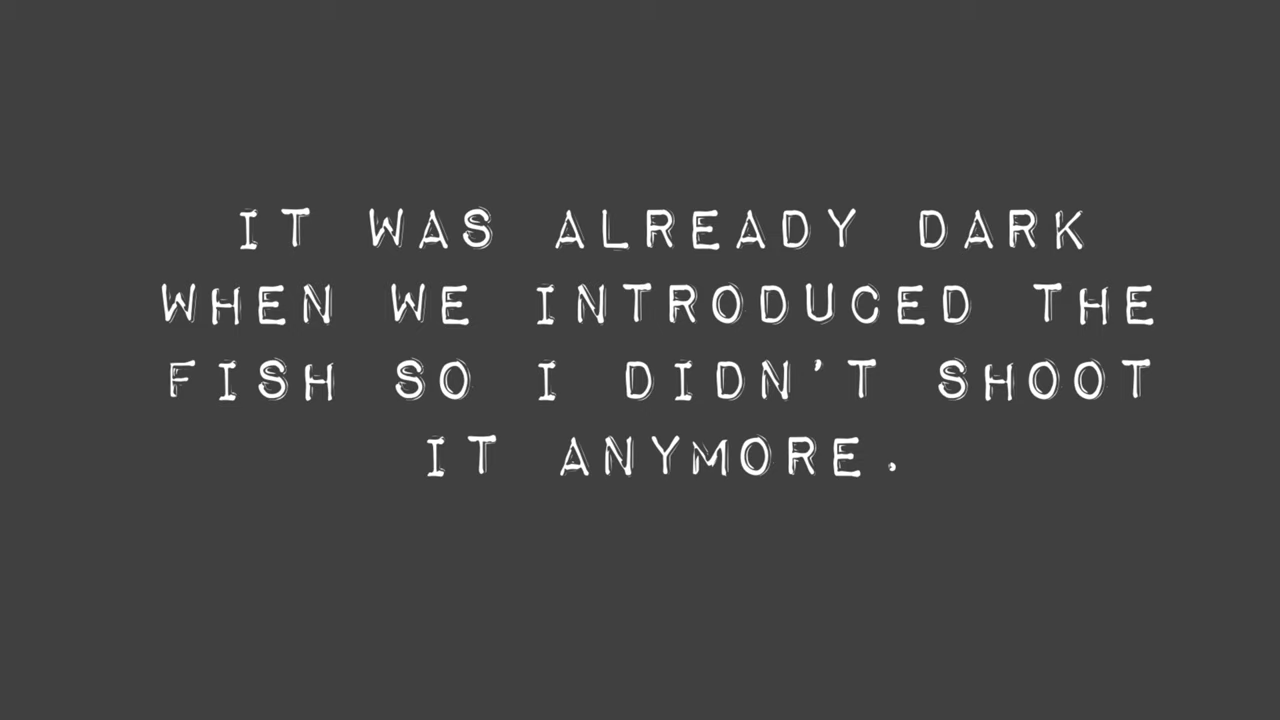 IT WAS ALREADY DARK
WHEN WE INTRODUCED THE
FISH SO I DIDN'T SHOOT
IT ANYMORE.